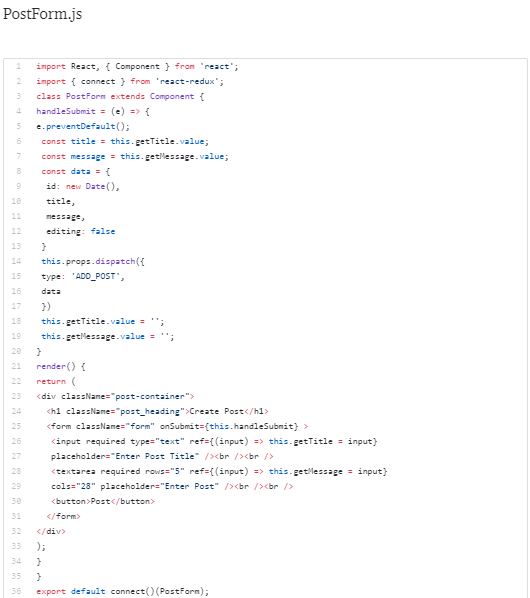 PostForm.js
1 import React, { Component } from 'react';
2 import { connect } from 'react-redux';
3 class PostForm extends Component {
4 handleSubmit = (e) => {
5 e.preventDefault();
6 const title = this.getTitle.value;
7 const message = this.getMessage.value;
8 const data = {
9 id: new Date(),
10 title,
11 message,
12 editing: false
13 }
14 this.props.dispatch({
15 type: 'ADD_POST',
16 data
17 })
18 this.getTitle.value = '';
19 this.getMessage.value = '';
20 }
21 render() {
22 return (
23 <div className="post-container">
24 <h1 className="post_heading">Create Post</h1>
25 <form className="form" onSubmit={this.handleSubmit} >
26 <input required type="text" ref={(input) => this.getTitle = input}
27 placeholder="Enter Post Title" /><br /><br />
28 <textarea required rows="5" ref={(input) => this.getMessage = input}
29 cols="28" placeholder="Enter Post" /><br /><br />
30 <button>Post</button>
31 </form>
32 </div>
33 );
34 }
35 }
36 export default connect()(PostForm);